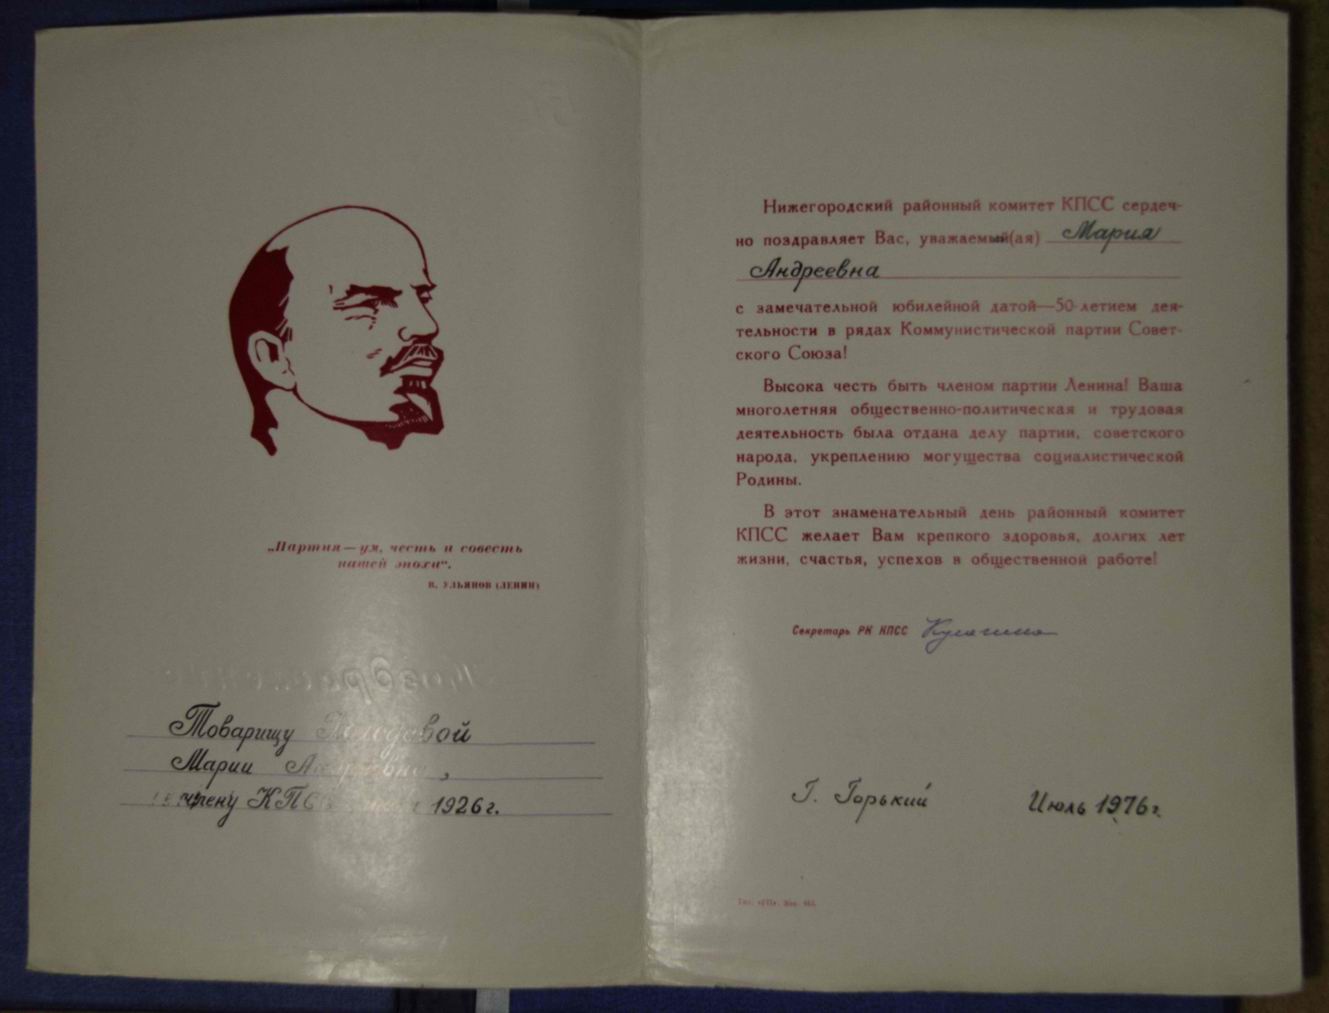 „Партия — ум, честь и совесть
нашей эпохи“.
В. УЛЬЯНОВ (ЛЕНИН)
Товарищу
Марии
члену 1926 г.
Нижегородский районный комитет КПСС сердеч-
но поздравляет Вас, уважаемый(ая) Мария
Андреевна
с замечательной юбилейной датой—50-летием дея-
тельности в рядах Коммунистической партии Совет-
ского Союза!
Высока честь быть членом партии Ленина! Ваша
многолетняя общественно-политическая и трудовая
деятельность была отдана делу партии, советского
народа, укреплению могущества социалистической
Родины.
В этот знаменательный день районный комитет
КПСС желает Вам крепкого здоровья, долгих лет
жизни, счастья, успехов в общественной работе!
Секретарь РК КПСС
Г. Горький Июль 1976 г.